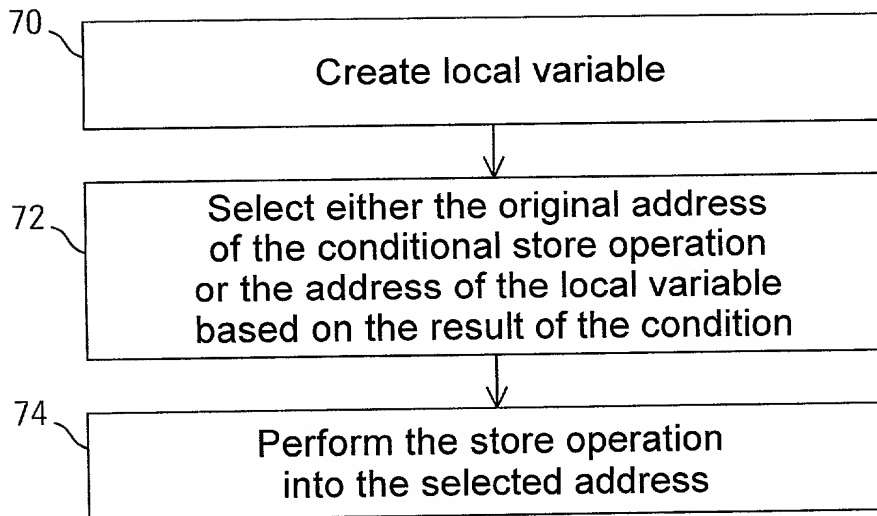 70
Create local variable
72
Select either the original address
of the conditional store operation
or the address of the local variable
based on the result of the condition
74
Perform the store operation
into the selected address